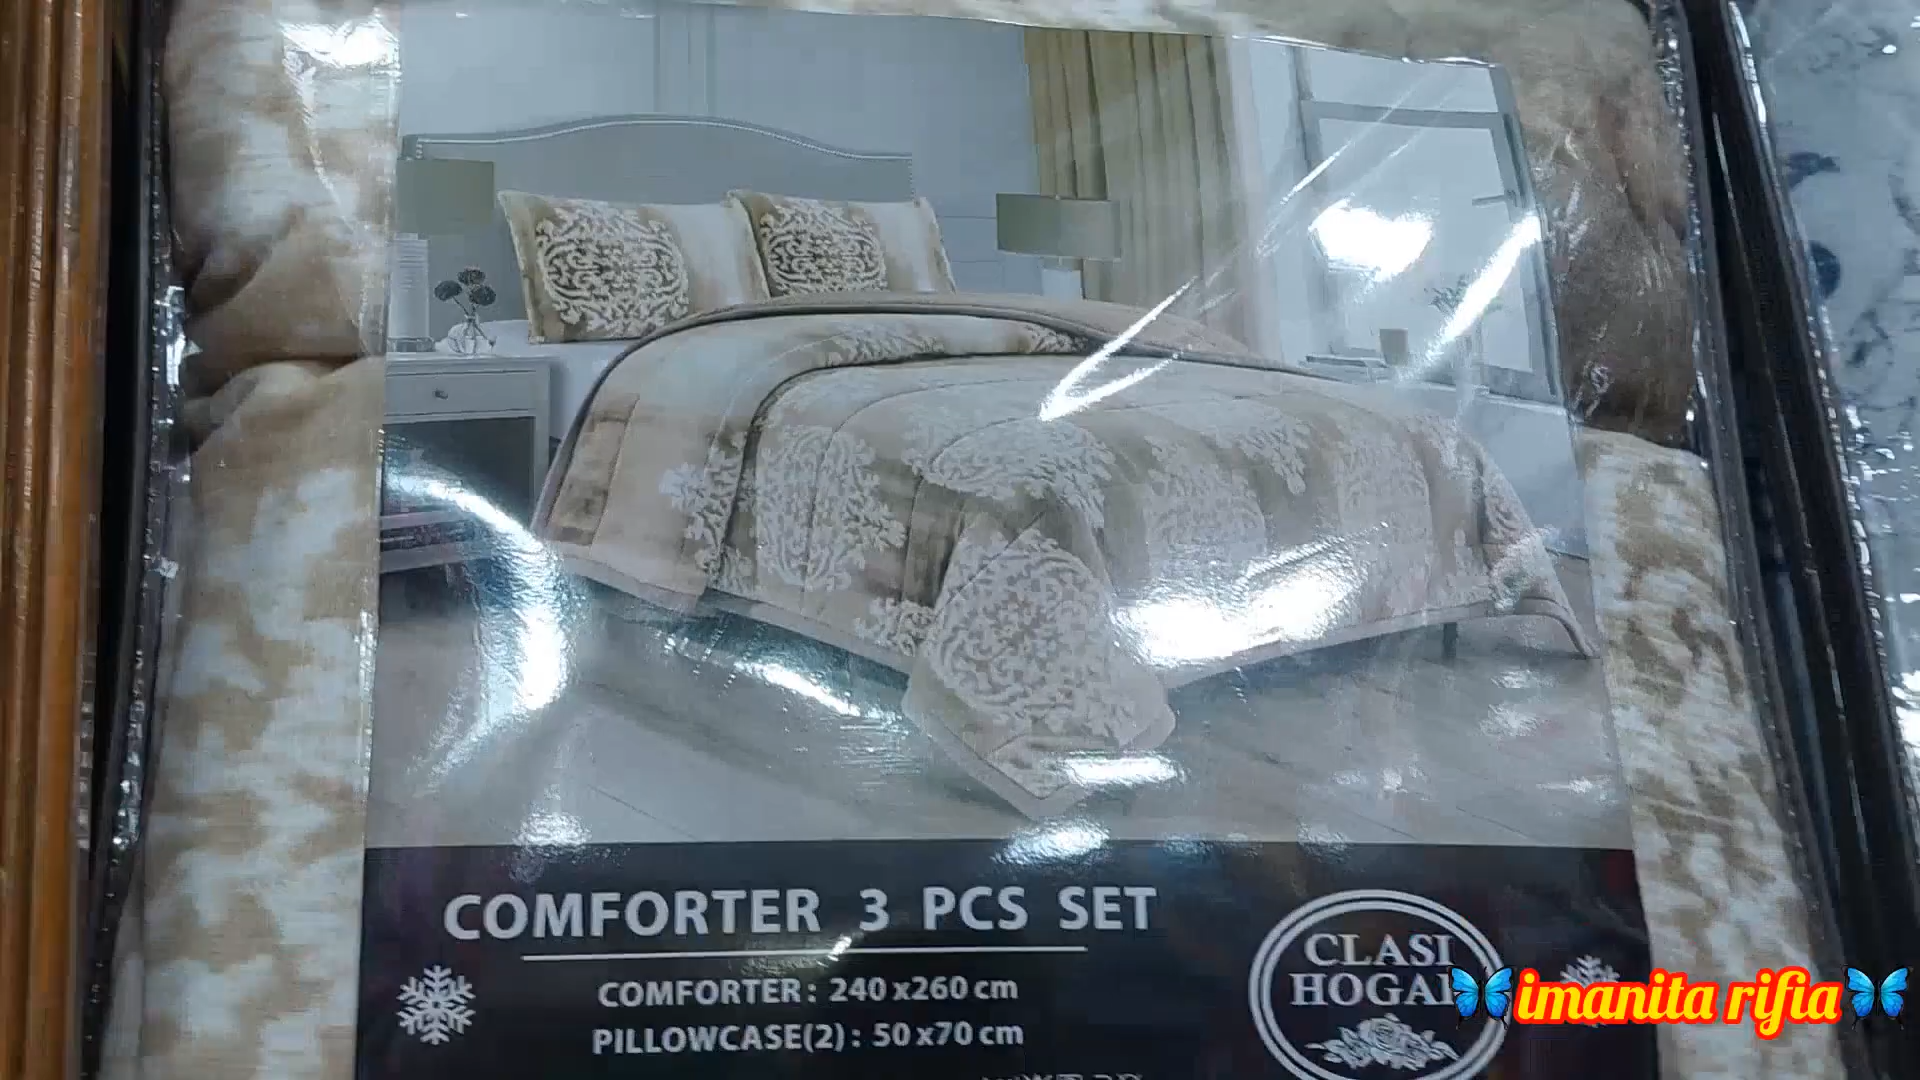 COMFORTER 3 PCS SET
COMFORTER: 240x260 cm
PILLOWCASE(2): 50x70 cm
CLASI
imanita rifia